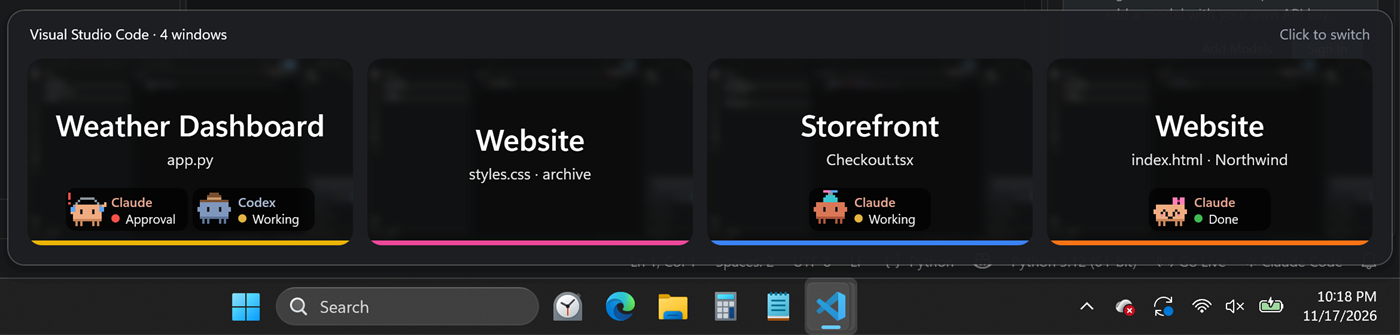 Visual Studio Code · 4 windows
Click to switch
Weather Dashboard
app.py
Claude
Approval
Codex
Working
Website
styles.css · archive
Storefront
Checkout.tsx
Claude
Working
Website
index.html · Northwind
Claude
Done
Search
10:18 PM
11/17/2026